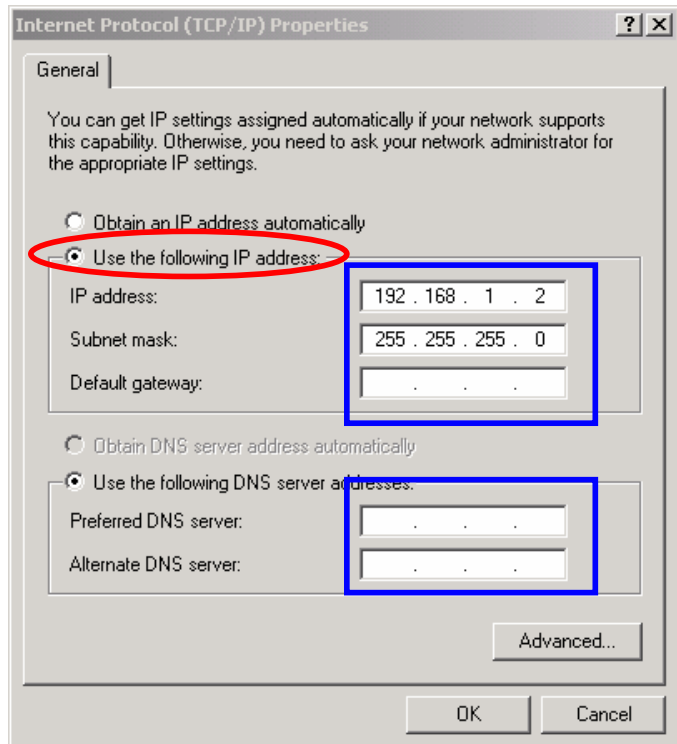 Internet Protocol (TCP/IP) Properties
General
You can get IP settings assigned automatically if your network supports
this capability. Otherwise, you need to ask your network administrator for
the appropriate IP settings.
Obtain an IP address automatically
Use the following IP address:
IP address: 192 . 168 . 1 . 2
Subnet mask: 255 . 255 . 255 . 0
Default gateway: . . .
Obtain DNS server address automatically
Use the following DNS server addresses:
Preferred DNS server: . . .
Alternate DNS server: . . .
Advanced...
OK Cancel